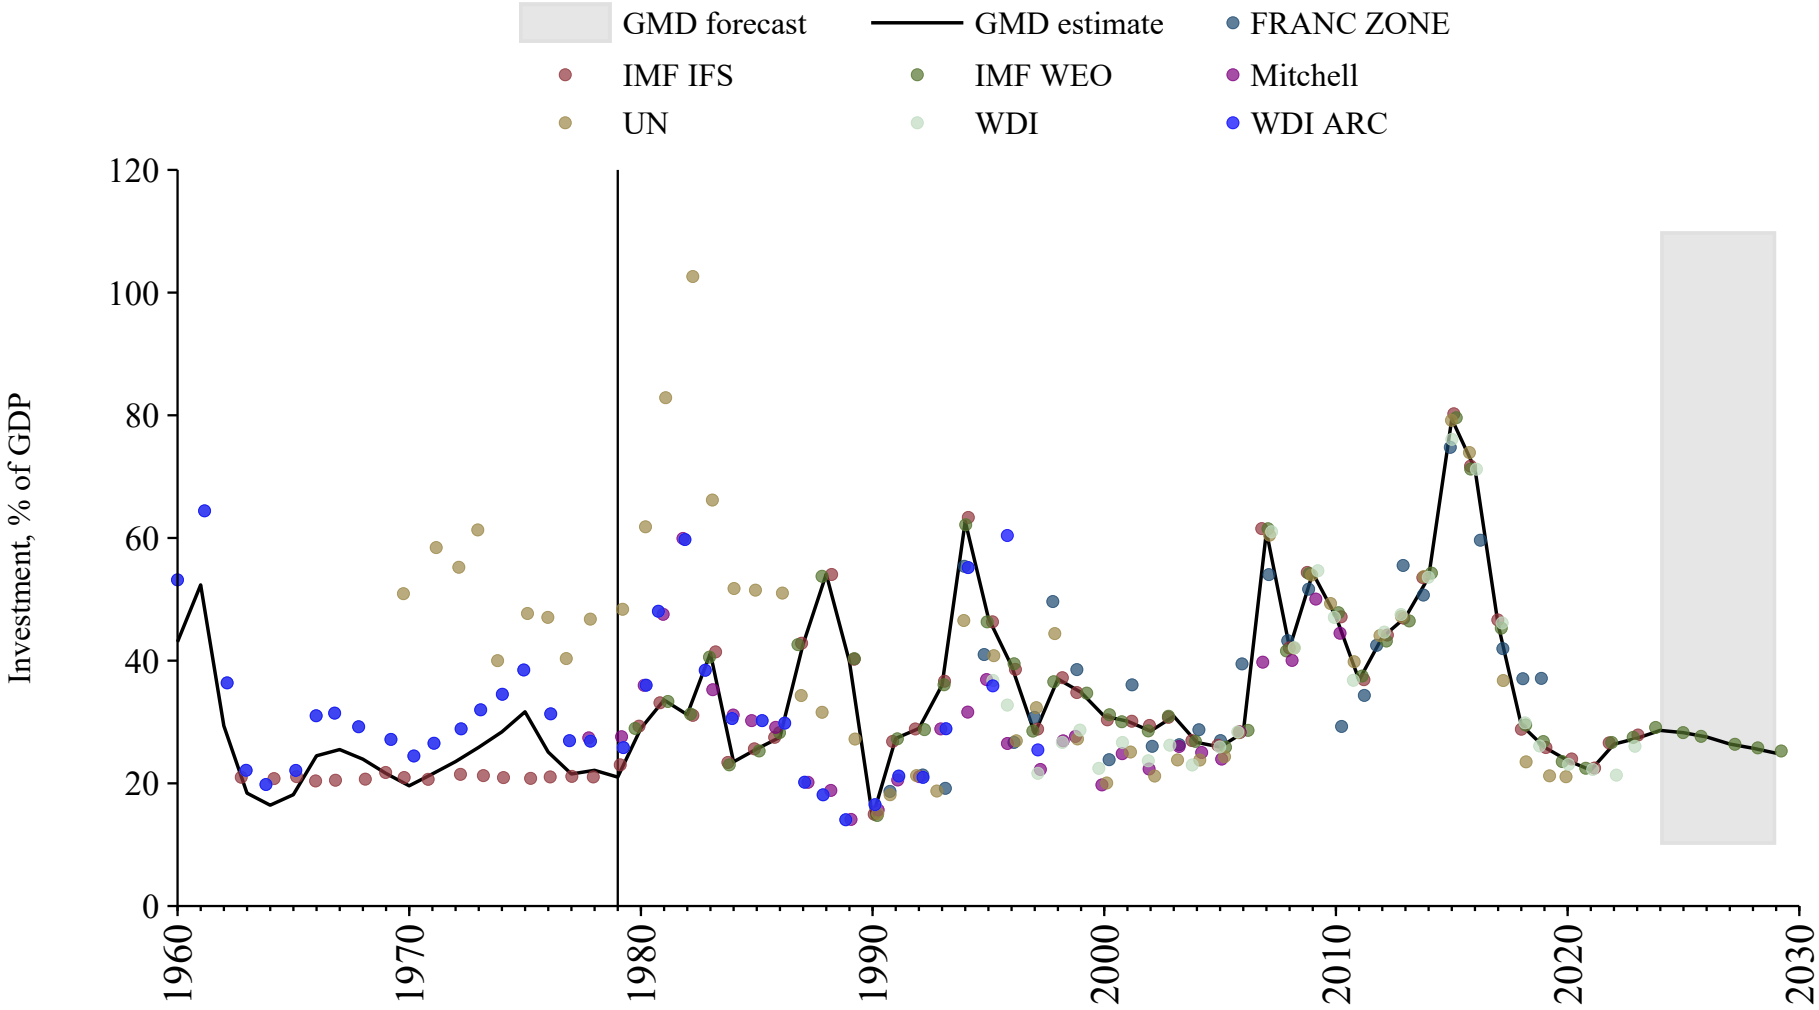 GMD forecast GMD estimate FRANC ZONE
IMF IFS IMF WEO Mitchell
UN WDI WDI ARC
Investment, % of GDP
120
100
80
60
40
20
0
1960 1970 1980 1990 2000 2010 2020 2030